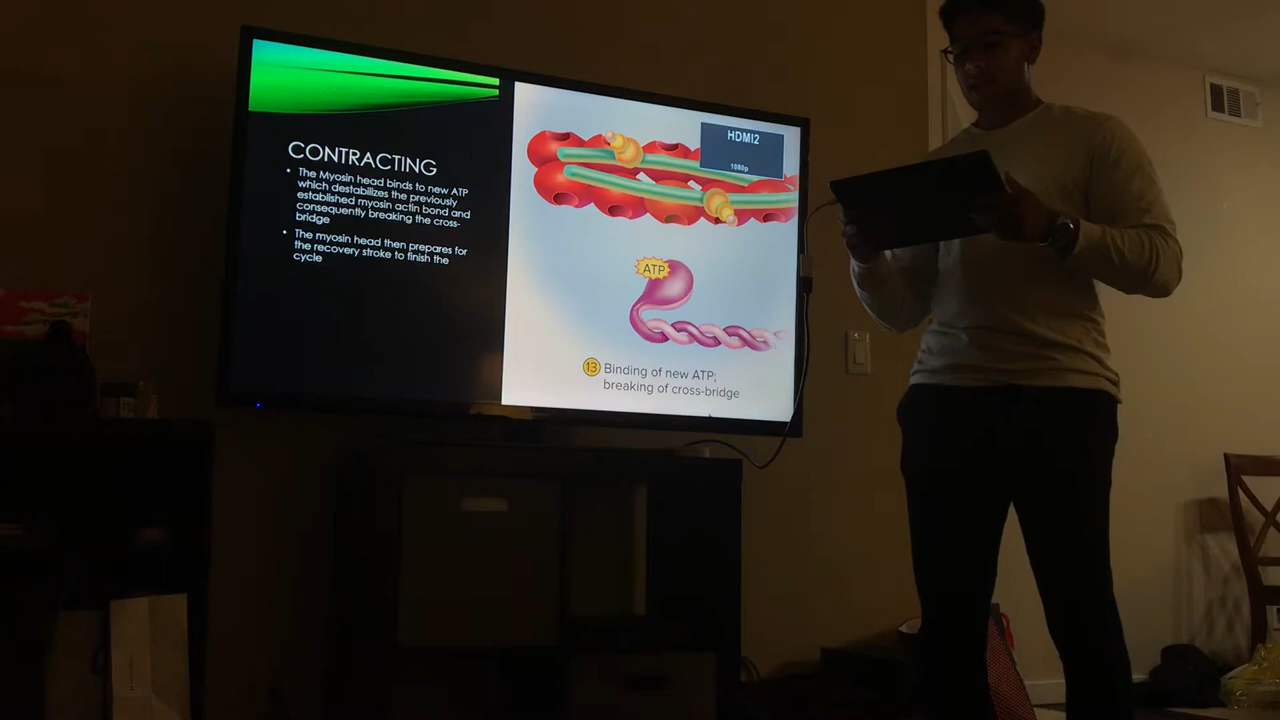 CONTRACTING
• The Myosin head binds to new ATP
which destabilizes the previously
established myosin actin bond and
consequently breaking the cross-
bridge
• The myosin head then prepares for
the recovery stroke to finish the
cycle
HDMI2
1080p
ATP
13 Binding of new ATP;
breaking of cross-bridge